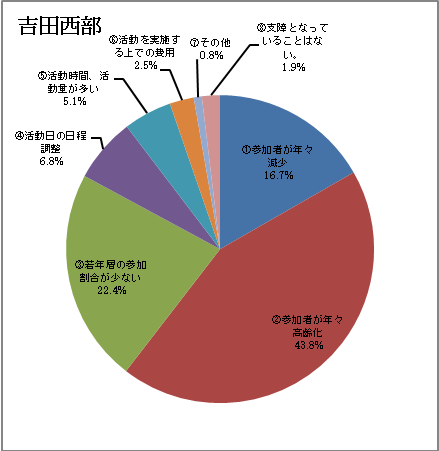 吉田西部
⑥活動を実施す
る上での費用
2.5%
⑦その他
0.8%
⑧支障となって
いることはな
い。
1.9%
⑤活動時間、活
動量が多い
5.1%
④活動日の日程
調整
6.8%
①参加者が年々
減少
16.7%
③若年層の参加
割合が少ない
22.4%
②参加者が年々
高齢化
43.8%